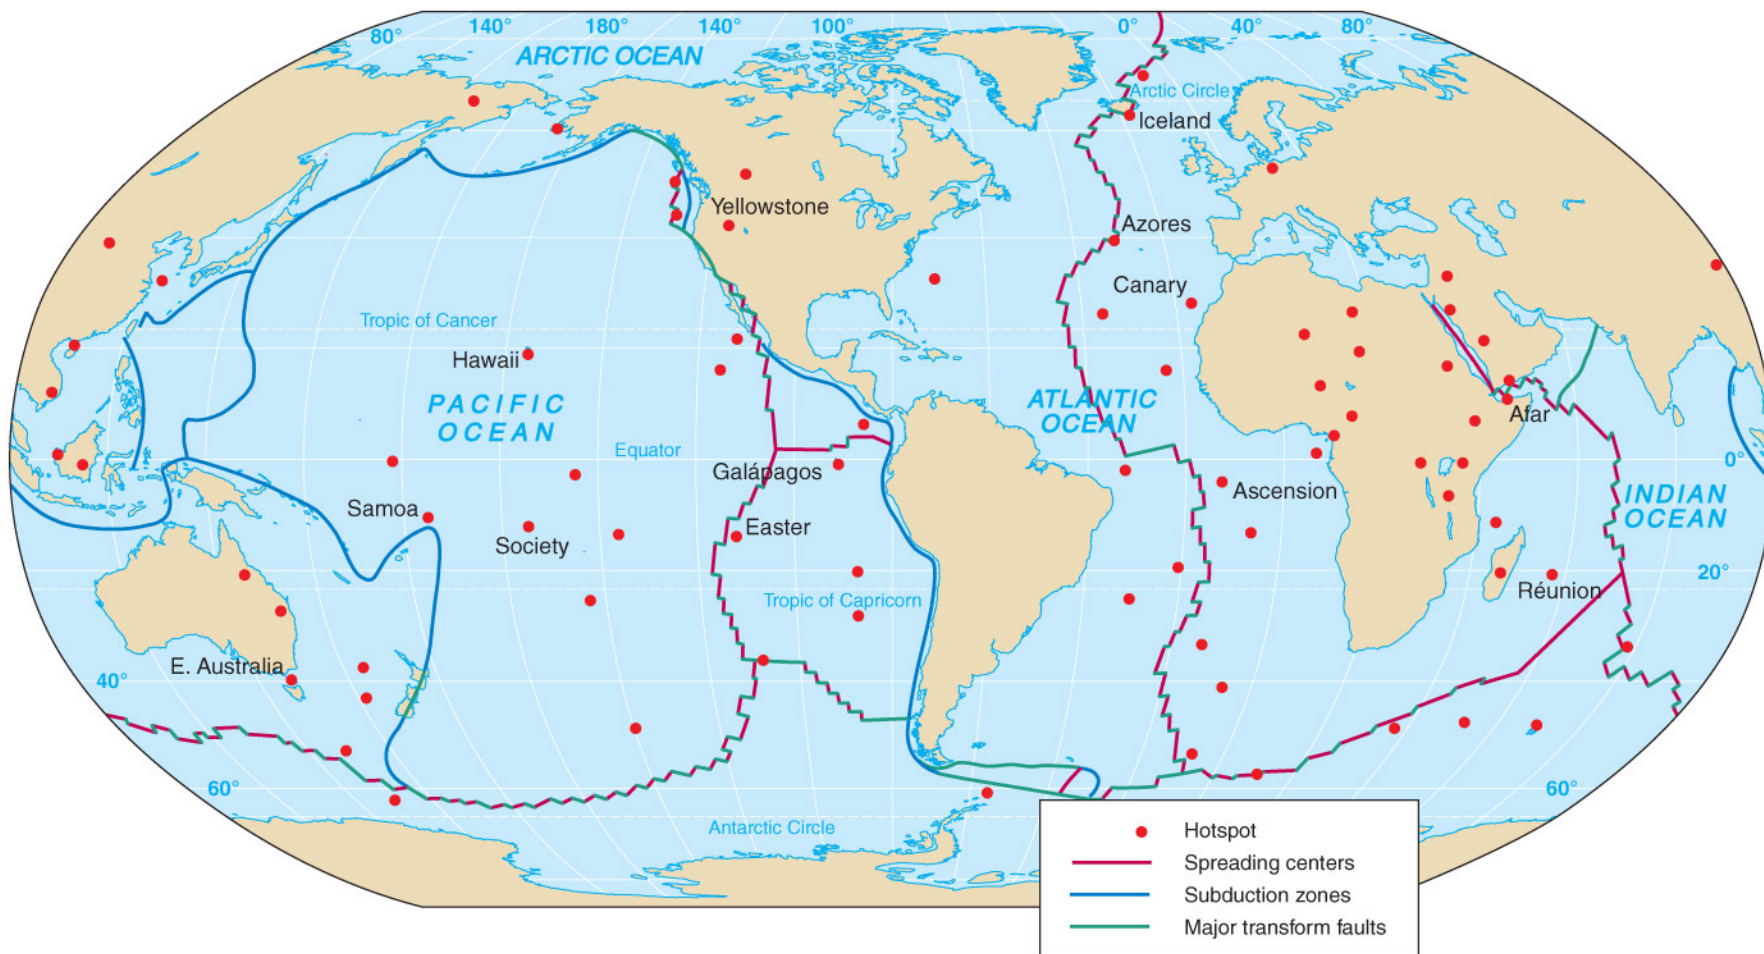 140°
180°
140°
100°
0°
40°
80°
80°
ARCTIC OCEAN
Arctic Circle
Iceland
Yellowstone
Azores
Canary
Tropic of Cancer
Hawaii
PACIFIC
OCEAN
ATLANTIC
OCEAN
Afar
Equator
Galápagos
0°
Samoa
Ascension
INDIAN
OCEAN
Society
Easter
20°
Tropic of Capricorn
Réunion
E. Australia
40°
60°
60°
Antarctic Circle
Hotspot
Spreading centers
Subduction zones
Major transform faults